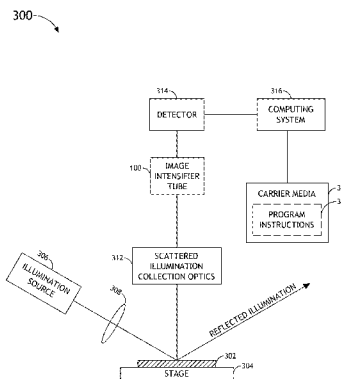 300
314
316
DETECTOR
COMPUTING
SYSTEM
100
IMAGE
INTENSIFIER
TUBE
CARRIER MEDIA
PROGRAM
INSTRUCTIONS
312
SCATTERED
ILLUMINATION
COLLECTION OPTICS
306
ILLUMINATION
SOURCE
308
REFLECTED ILLUMINATION
302
304
STAGE